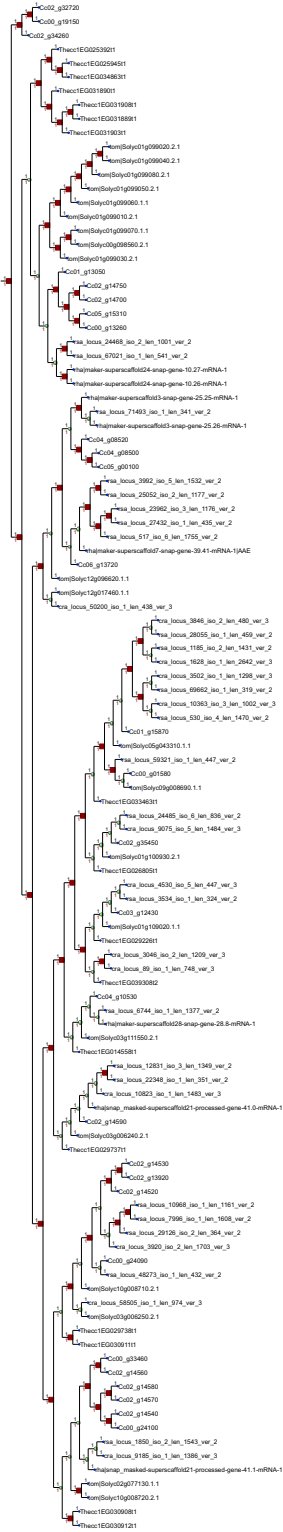 Cc02_g32720
Cc00_g19150
Cc02_g34260
Thecc1EG025392t1
Thecc1EG025945t1
Thecc1EG034863t1
Thecc1EG031890t1
Thecc1EG031908t1
Thecc1EG031889t1
Thecc1EG031903t1
tom|Solyc01g099020.2.1
tom|Solyc01g099040.2.1
tom|Solyc01g099080.2.1
tom|Solyc01g099050.2.1
tom|Solyc01g099060.1.1
tom|Solyc01g099010.2.1
tom|Solyc01g099070.1.1
tom|Solyc00g098560.2.1
tom|Solyc01g099030.2.1
Cc01_g13050
Cc02_g14750
Cc02_g14700
Cc05_g15310
Cc00_g13260
rsa_locus_24468_iso_2_len_1001_ver_2
rsa_locus_67021_iso_1_len_541_ver_2
rha|maker-superscaffold24-snap-gene-10.27-mRNA-1
rha|maker-superscaffold24-snap-gene-10.26-mRNA-1
rha|maker-superscaffold3-snap-gene-25.25-mRNA-1
rsa_locus_71493_iso_1_len_341_ver_2
rha|maker-superscaffold3-snap-gene-25.26-mRNA-1
Cc04_g08520
Cc04_g08500
Cc05_g00100
rsa_locus_3992_iso_5_len_1532_ver_2
rsa_locus_25052_iso_2_len_1177_ver_2
rsa_locus_23962_iso_3_len_1176_ver_2
rsa_locus_27432_iso_1_len_435_ver_2
rsa_locus_517_iso_6_len_1755_ver_2
rha|maker-superscaffold7-snap-gene-39.41-mRNA-1|AAE
Cc06_g13720
tom|Solyc12g096620.1.1
tom|Solyc12g017460.1.1
cra_locus_50200_iso_1_len_438_ver_3
cra_locus_3846_iso_2_len_480_ver_3
rsa_locus_28055_iso_1_len_459_ver_2
rsa_locus_1185_iso_2_len_1431_ver_2
cra_locus_1628_iso_1_len_2642_ver_3
cra_locus_3502_iso_1_len_1298_ver_3
rsa_locus_69662_iso_1_len_319_ver_2
cra_locus_10363_iso_3_len_1002_ver_3
rsa_locus_530_iso_4_len_1470_ver_2
Cc01_g15870
tom|Solyc05g043310.1.1
rsa_locus_59321_iso_1_len_447_ver_2
Cc00_g01580
tom|Solyc09g008690.1.1
Thecc1EG033463t1
rsa_locus_24485_iso_6_len_836_ver_2
cra_locus_9075_iso_5_len_1484_ver_3
Cc02_g35450
tom|Solyc01g100930.2.1
Thecc1EG026805t1
cra_locus_4530_iso_5_len_447_ver_3
rsa_locus_3534_iso_1_len_324_ver_2
Cc03_g12430
tom|Solyc01g109020.1.1
Thecc1EG029226t1
cra_locus_3046_iso_2_len_1209_ver_3
cra_locus_89_iso_1_len_748_ver_3
Thecc1EG039308t2
Cc04_g10530
rsa_locus_6744_iso_1_len_1377_ver_2
rha|maker-superscaffold28-snap-gene-28.8-mRNA-1
tom|Solyc03g111550.2.1
Thecc1EG014558t1
rsa_locus_12831_iso_3_len_1349_ver_2
rsa_locus_22348_iso_1_len_351_ver_2
cra_locus_10823_iso_1_len_1483_ver_3
rha|snap_masked-superscaffold21-processed-gene-41.0-mRNA-1
Cc02_g14590
tom|Solyc03g006240.2.1
Thecc1EG029737t1
Cc02_g14530
Cc02_g13920
Cc02_g14520
rsa_locus_10968_iso_1_len_1161_ver_2
rsa_locus_7996_iso_1_len_1608_ver_2
rsa_locus_29126_iso_2_len_364_ver_2
cra_locus_3920_iso_2_len_1703_ver_3
Cc00_g24090
rsa_locus_48273_iso_1_len_432_ver_2
tom|Solyc10g008710.2.1
cra_locus_58505_iso_1_len_974_ver_3
tom|Solyc03g006250.2.1
Thecc1EG029738t1
Thecc1EG030911t1
Cc00_g33460
Cc02_g14560
Cc02_g14580
Cc02_g14570
Cc02_g14540
Cc00_g24100
rsa_locus_1850_iso_2_len_1543_ver_2
cra_locus_9185_iso_1_len_1386_ver_3
rha|snap_masked-superscaffold21-processed-gene-41.1-mRNA-1
tom|Solyc02g077130.1.1
tom|Solyc10g008720.2.1
Thecc1EG030908t1
Thecc1EG030912t1